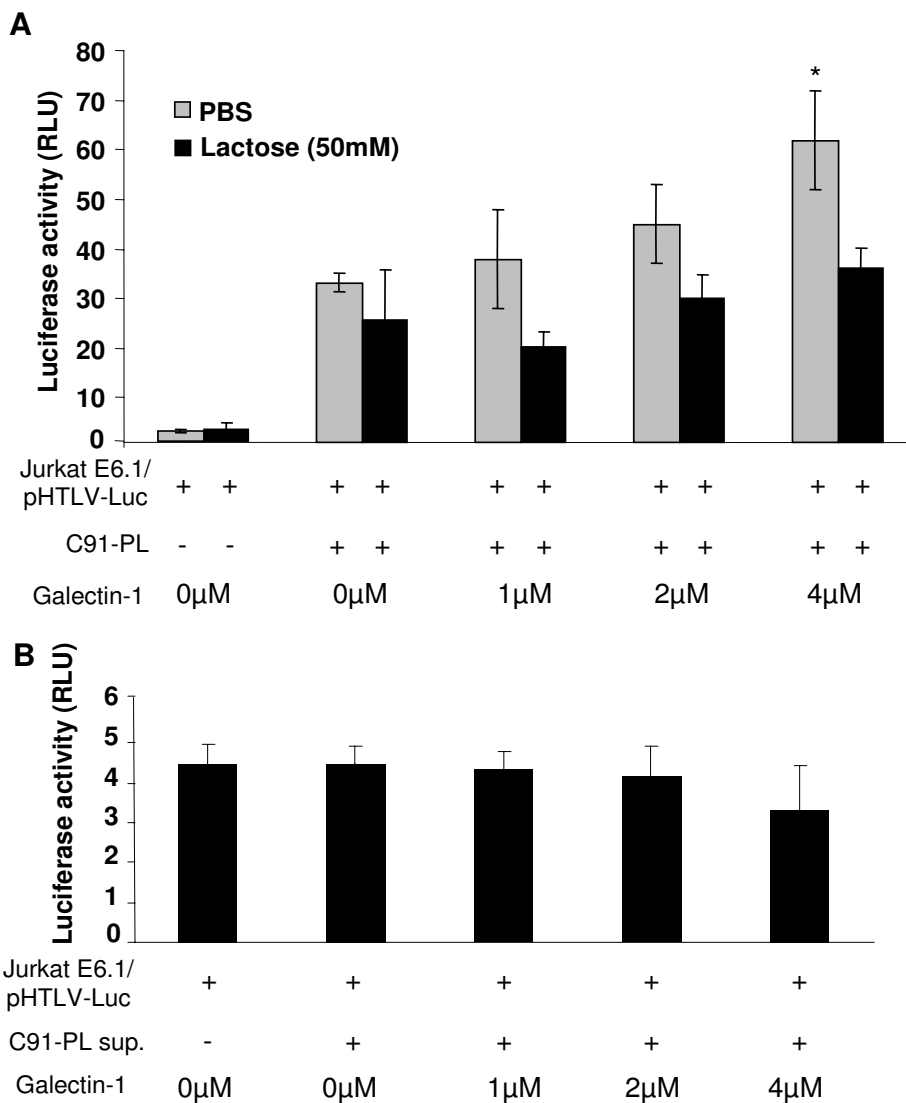 A
Luciferase activity (RLU)
80
70
60
50
40
30
20
10
0
PBS
Lactose (50mM)
*
Jurkat E6.1/
pHTLV-Luc
+ + + + + + + + + +
C91-PL
- - + + + + + + + +
Galectin-1 0µM 0µM 1µM 2µM 4µM
B
Luciferase activity (RLU)
6
5
4
3
2
1
0
Jurkat E6.1/
pHTLV-Luc
+ + + + +
C91-PL sup. - + + + +
Galectin-1 0µM 0µM 1µM 2µM 4µM